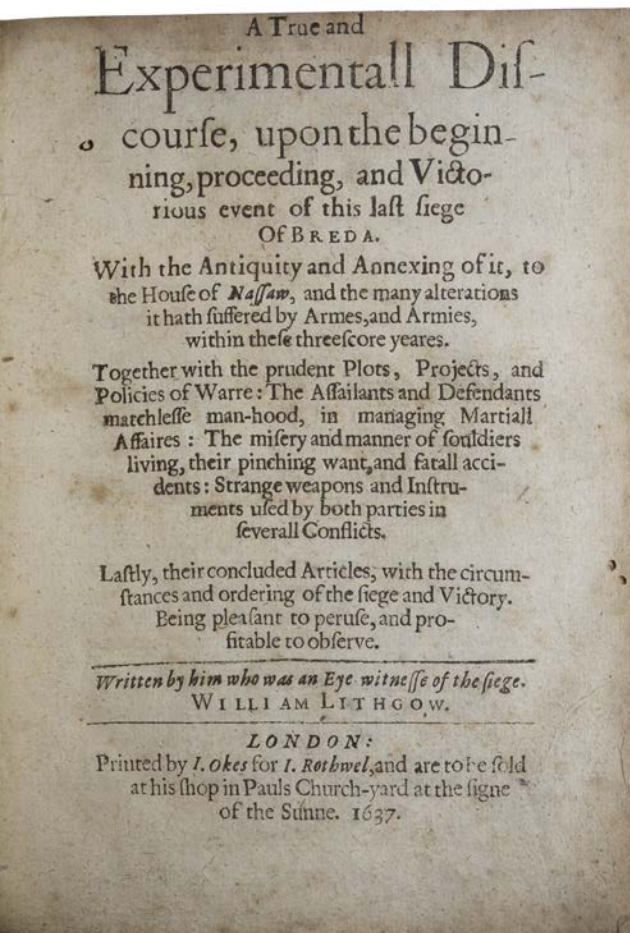 A True and
Experimentall Diſ-
courſe, upon the begin-
ning, proceeding, and Victo-
rious event of this laſt ſiege
Of BREDA.
With the Antiquity and Annexing of it, to
the Houſe of Naſſaw, and the many alterations
it hath ſuffered by Armes, and Armies,
within theſe threeſcore yeares.
Together with the prudent Plots, Projects, and
Policies of Warre: The Aſſailants and Defendants
matchleſſe man-hood, in managing Martiall
Affaires: The miſery and manner of ſouldiers
living, their pinching want, and fatall acci-
dents: Strange weapons and Inſtru-
ments uſed by both parties in
ſeverall Conflicts.
Laſtly, their concluded Articles, with the circum-
ſtances and ordering of the ſiege and Victory.
Being pleaſant to peruſe, and pro-
fitable to obſerve.
Written by him who was an Eye witneſſe of the ſiege.
WILLIAM LITHGOW.
LONDON:
Printed by I. Okes for I. Rothwel, and are to be ſold
at his ſhop in Pauls Church-yard at the ſigne
of the Sunne. 1637.